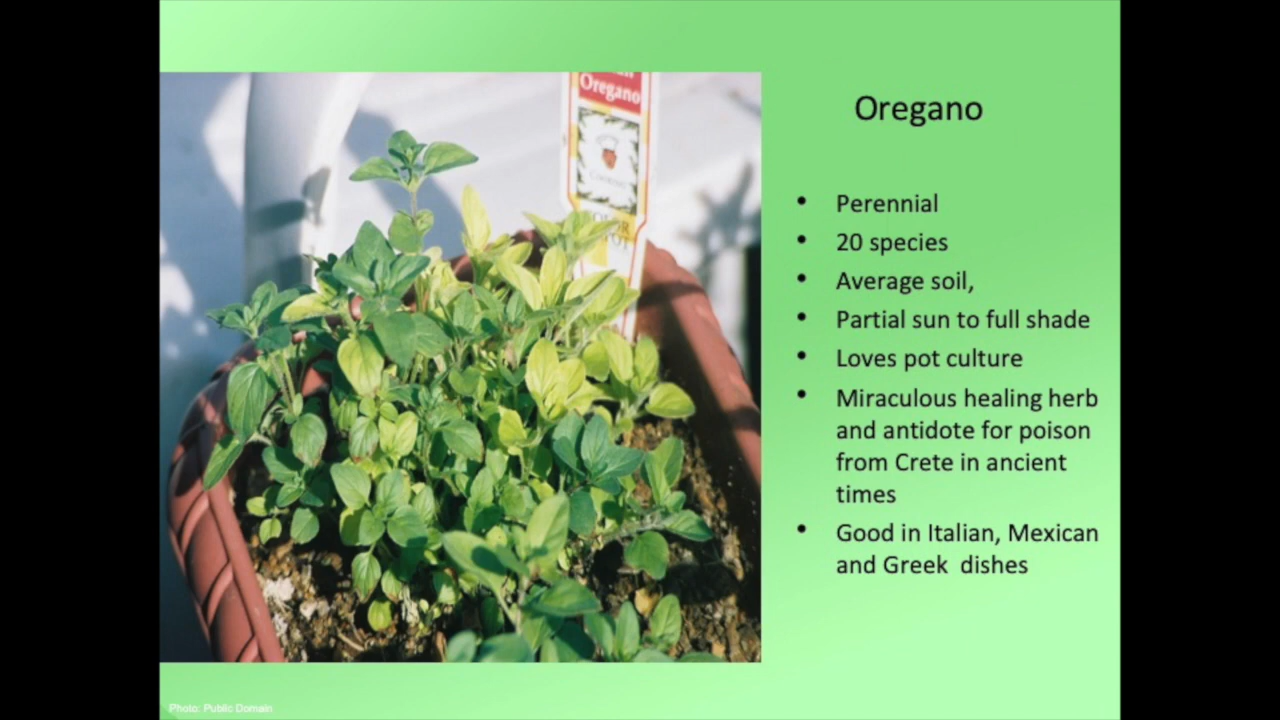 Oregano
Oregano
Perennial
20 species
Average soil,
Partial sun to full shade
Loves pot culture
Miraculous healing herb
and antidote for poison
from Crete in ancient
times
Good in Italian, Mexican
and Greek dishes
Photo: Public Domain